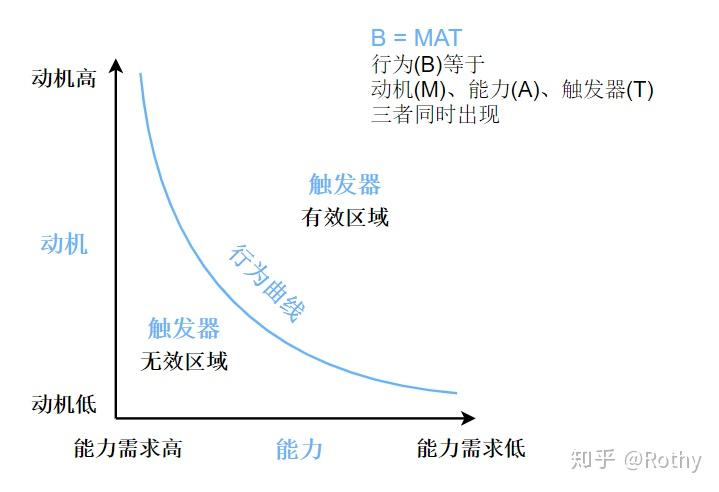 B = MAT
行为(B)等于
动机(M)、能力(A)、触发器(T)
三者同时出现
动机高
触发器
有效区域
动机
行为曲线
触发器
无效区域
动机低
能力需求高
能力
能力需求低
知乎 @Rothy